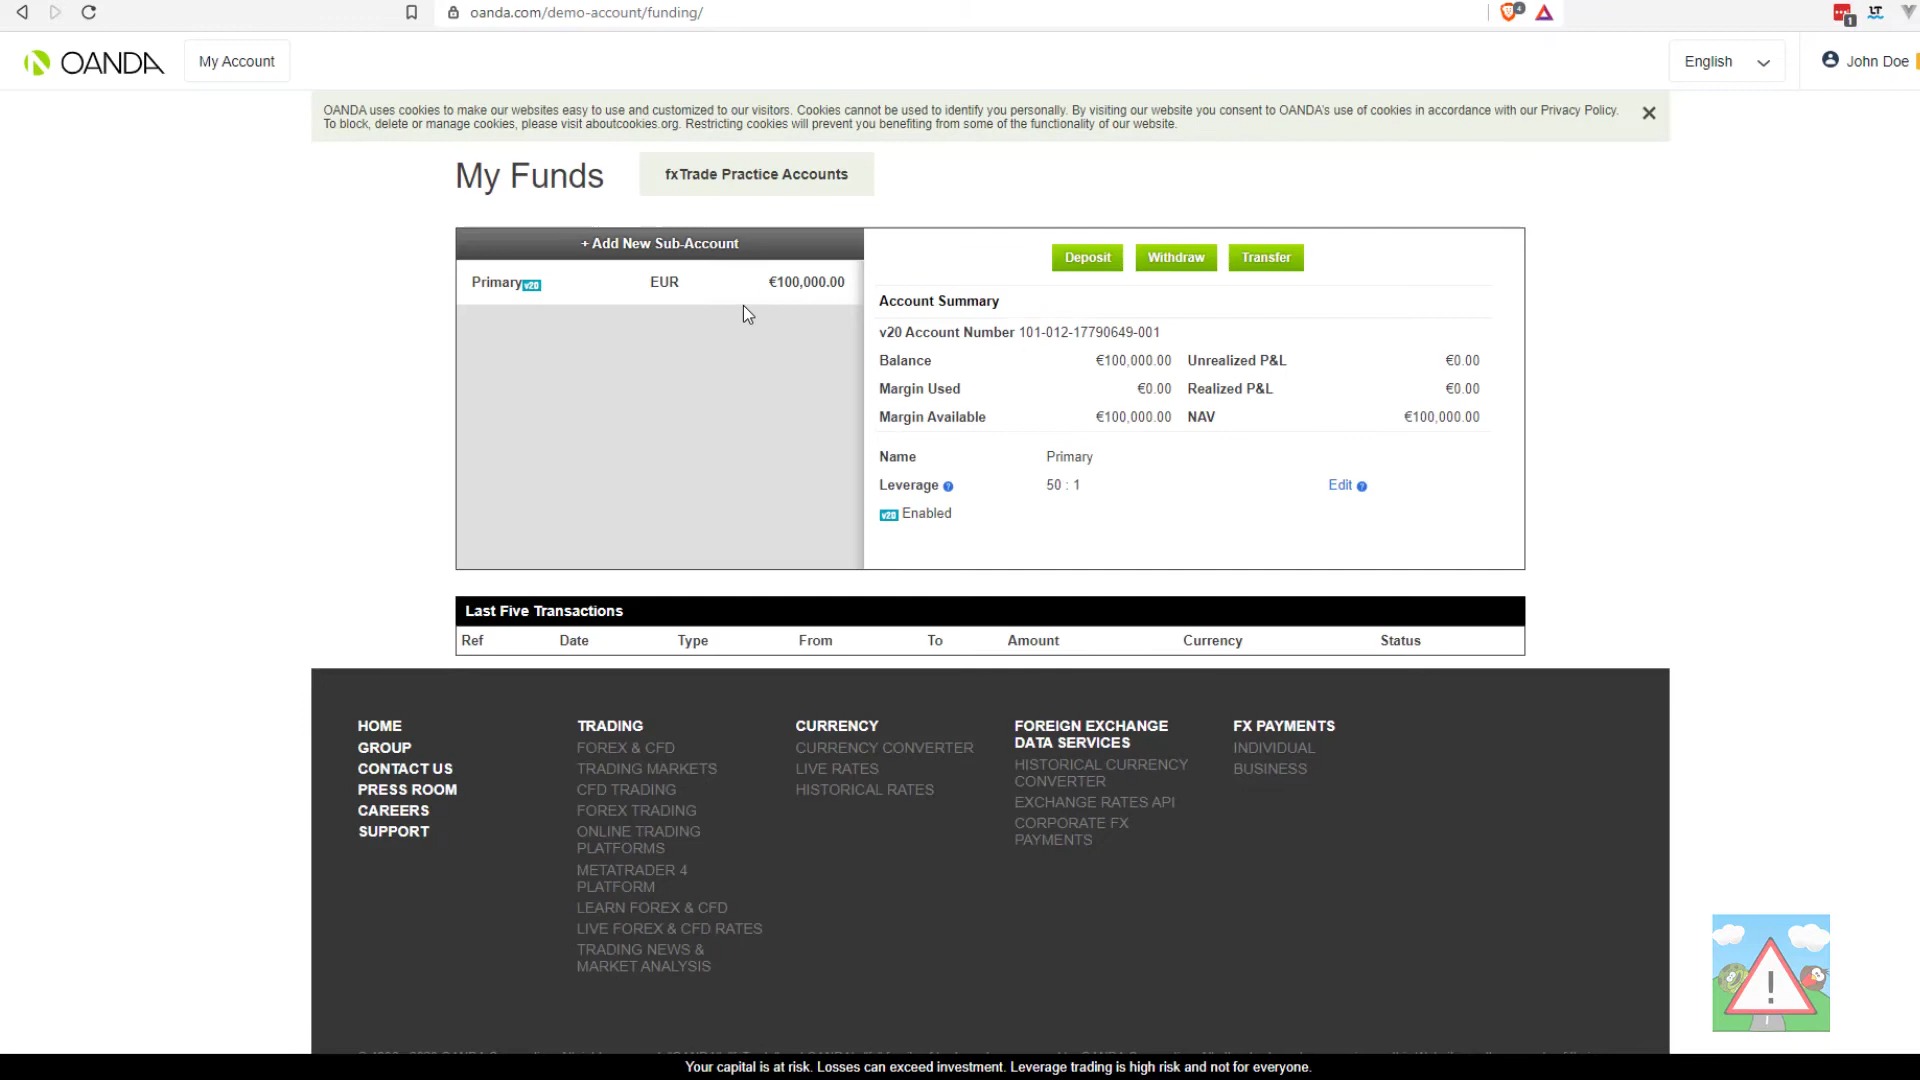 oanda.com/demo-account/funding/
4
1
LT
OANDA
My Account
English
John Doe
OANDA uses cookies to make our websites easy to use and customized to our visitors. Cookies cannot be used to identify you personally. By visiting our website you consent to OANDA's use of cookies in accordance with our Privacy Policy.
To block, delete or manage cookies, please visit aboutcookies.org. Restricting cookies will prevent you benefiting from some of the functionality of our website.
My Funds
fxTrade Practice Accounts
+ Add New Sub-Account
Primary v20 EUR €100,000.00
Deposit Withdraw Transfer
Account Summary
v20 Account Number 101-012-17790649-001
Balance €100,000.00 Unrealized P&L €0.00
Margin Used €0.00 Realized P&L €0.00
Margin Available €100,000.00 NAV €100,000.00
Name Primary
Leverage ? 50 : 1 Edit ?
v20 Enabled
Last Five Transactions
Ref Date Type From To Amount Currency Status
HOME
GROUP
CONTACT US
PRESS ROOM
CAREERS
SUPPORT
TRADING
FOREX & CFD
TRADING MARKETS
CFD TRADING
FOREX TRADING
ONLINE TRADING
PLATFORMS
METATRADER 4
PLATFORM
LEARN FOREX & CFD
LIVE FOREX & CFD RATES
TRADING NEWS &
MARKET ANALYSIS
CURRENCY
CURRENCY CONVERTER
LIVE RATES
HISTORICAL RATES
FOREIGN EXCHANGE
DATA SERVICES
HISTORICAL CURRENCY
CONVERTER
EXCHANGE RATES API
CORPORATE FX
PAYMENTS
FX PAYMENTS
INDIVIDUAL
BUSINESS
!
Your capital is at risk. Losses can exceed investment. Leverage trading is high risk and not for everyone.